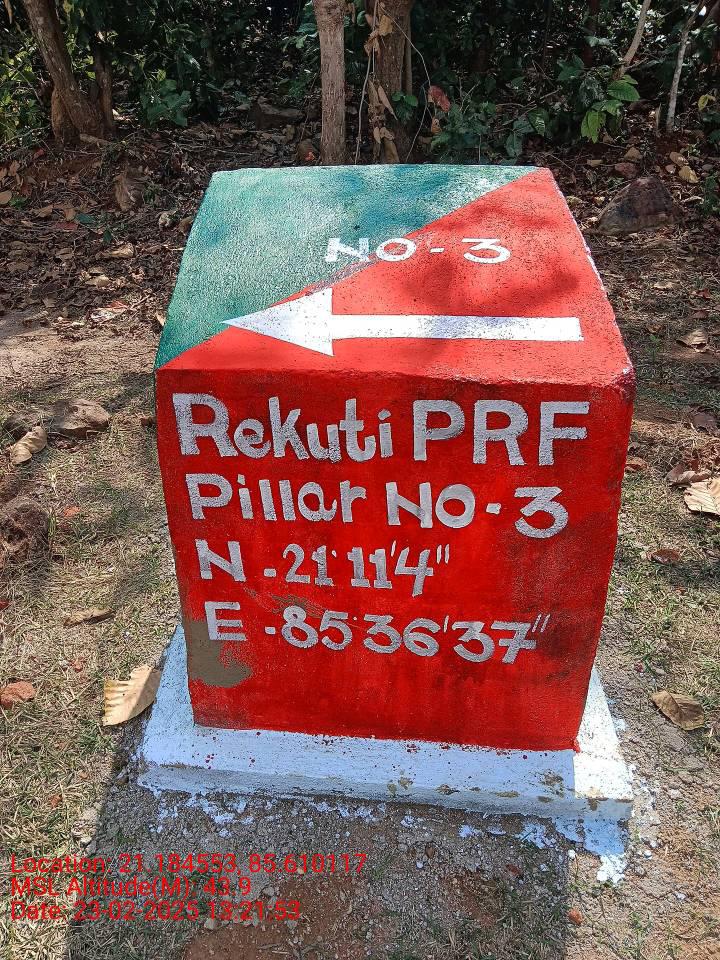 NO-3
Rekuti PRF
Pillar NO-3
N.21°11'4"
E.85°36'37"
Location: 21.184553, 85.610117
MSL Altitude(M): 43.9
Date: 23-02-2025 13:21:53